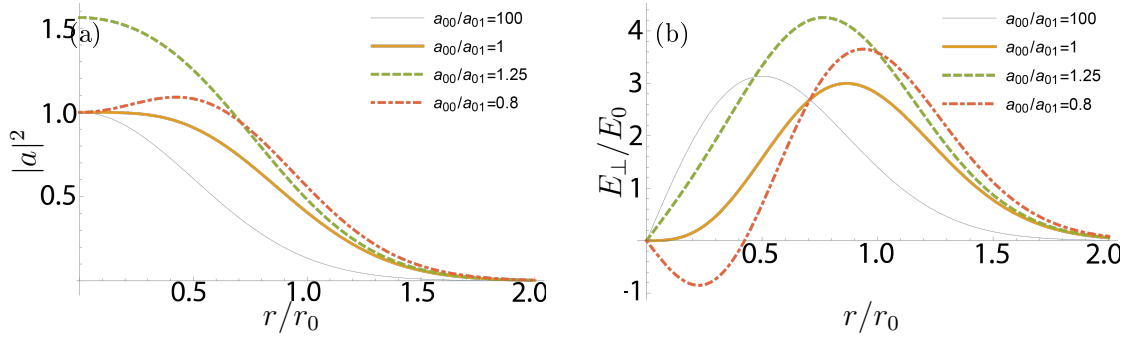 (a)
1.5
1.0
0.5
|a|²
0.5
1.0
1.5
2.0
r/r₀
a₀₀/a₀₁=100
a₀₀/a₀₁=1
a₀₀/a₀₁=1.25
a₀₀/a₀₁=0.8
(b)
4
3
2
1
-1
E⊥/E₀
0.5
1.0
1.5
2.0
r/r₀
a₀₀/a₀₁=100
a₀₀/a₀₁=1
a₀₀/a₀₁=1.25
a₀₀/a₀₁=0.8